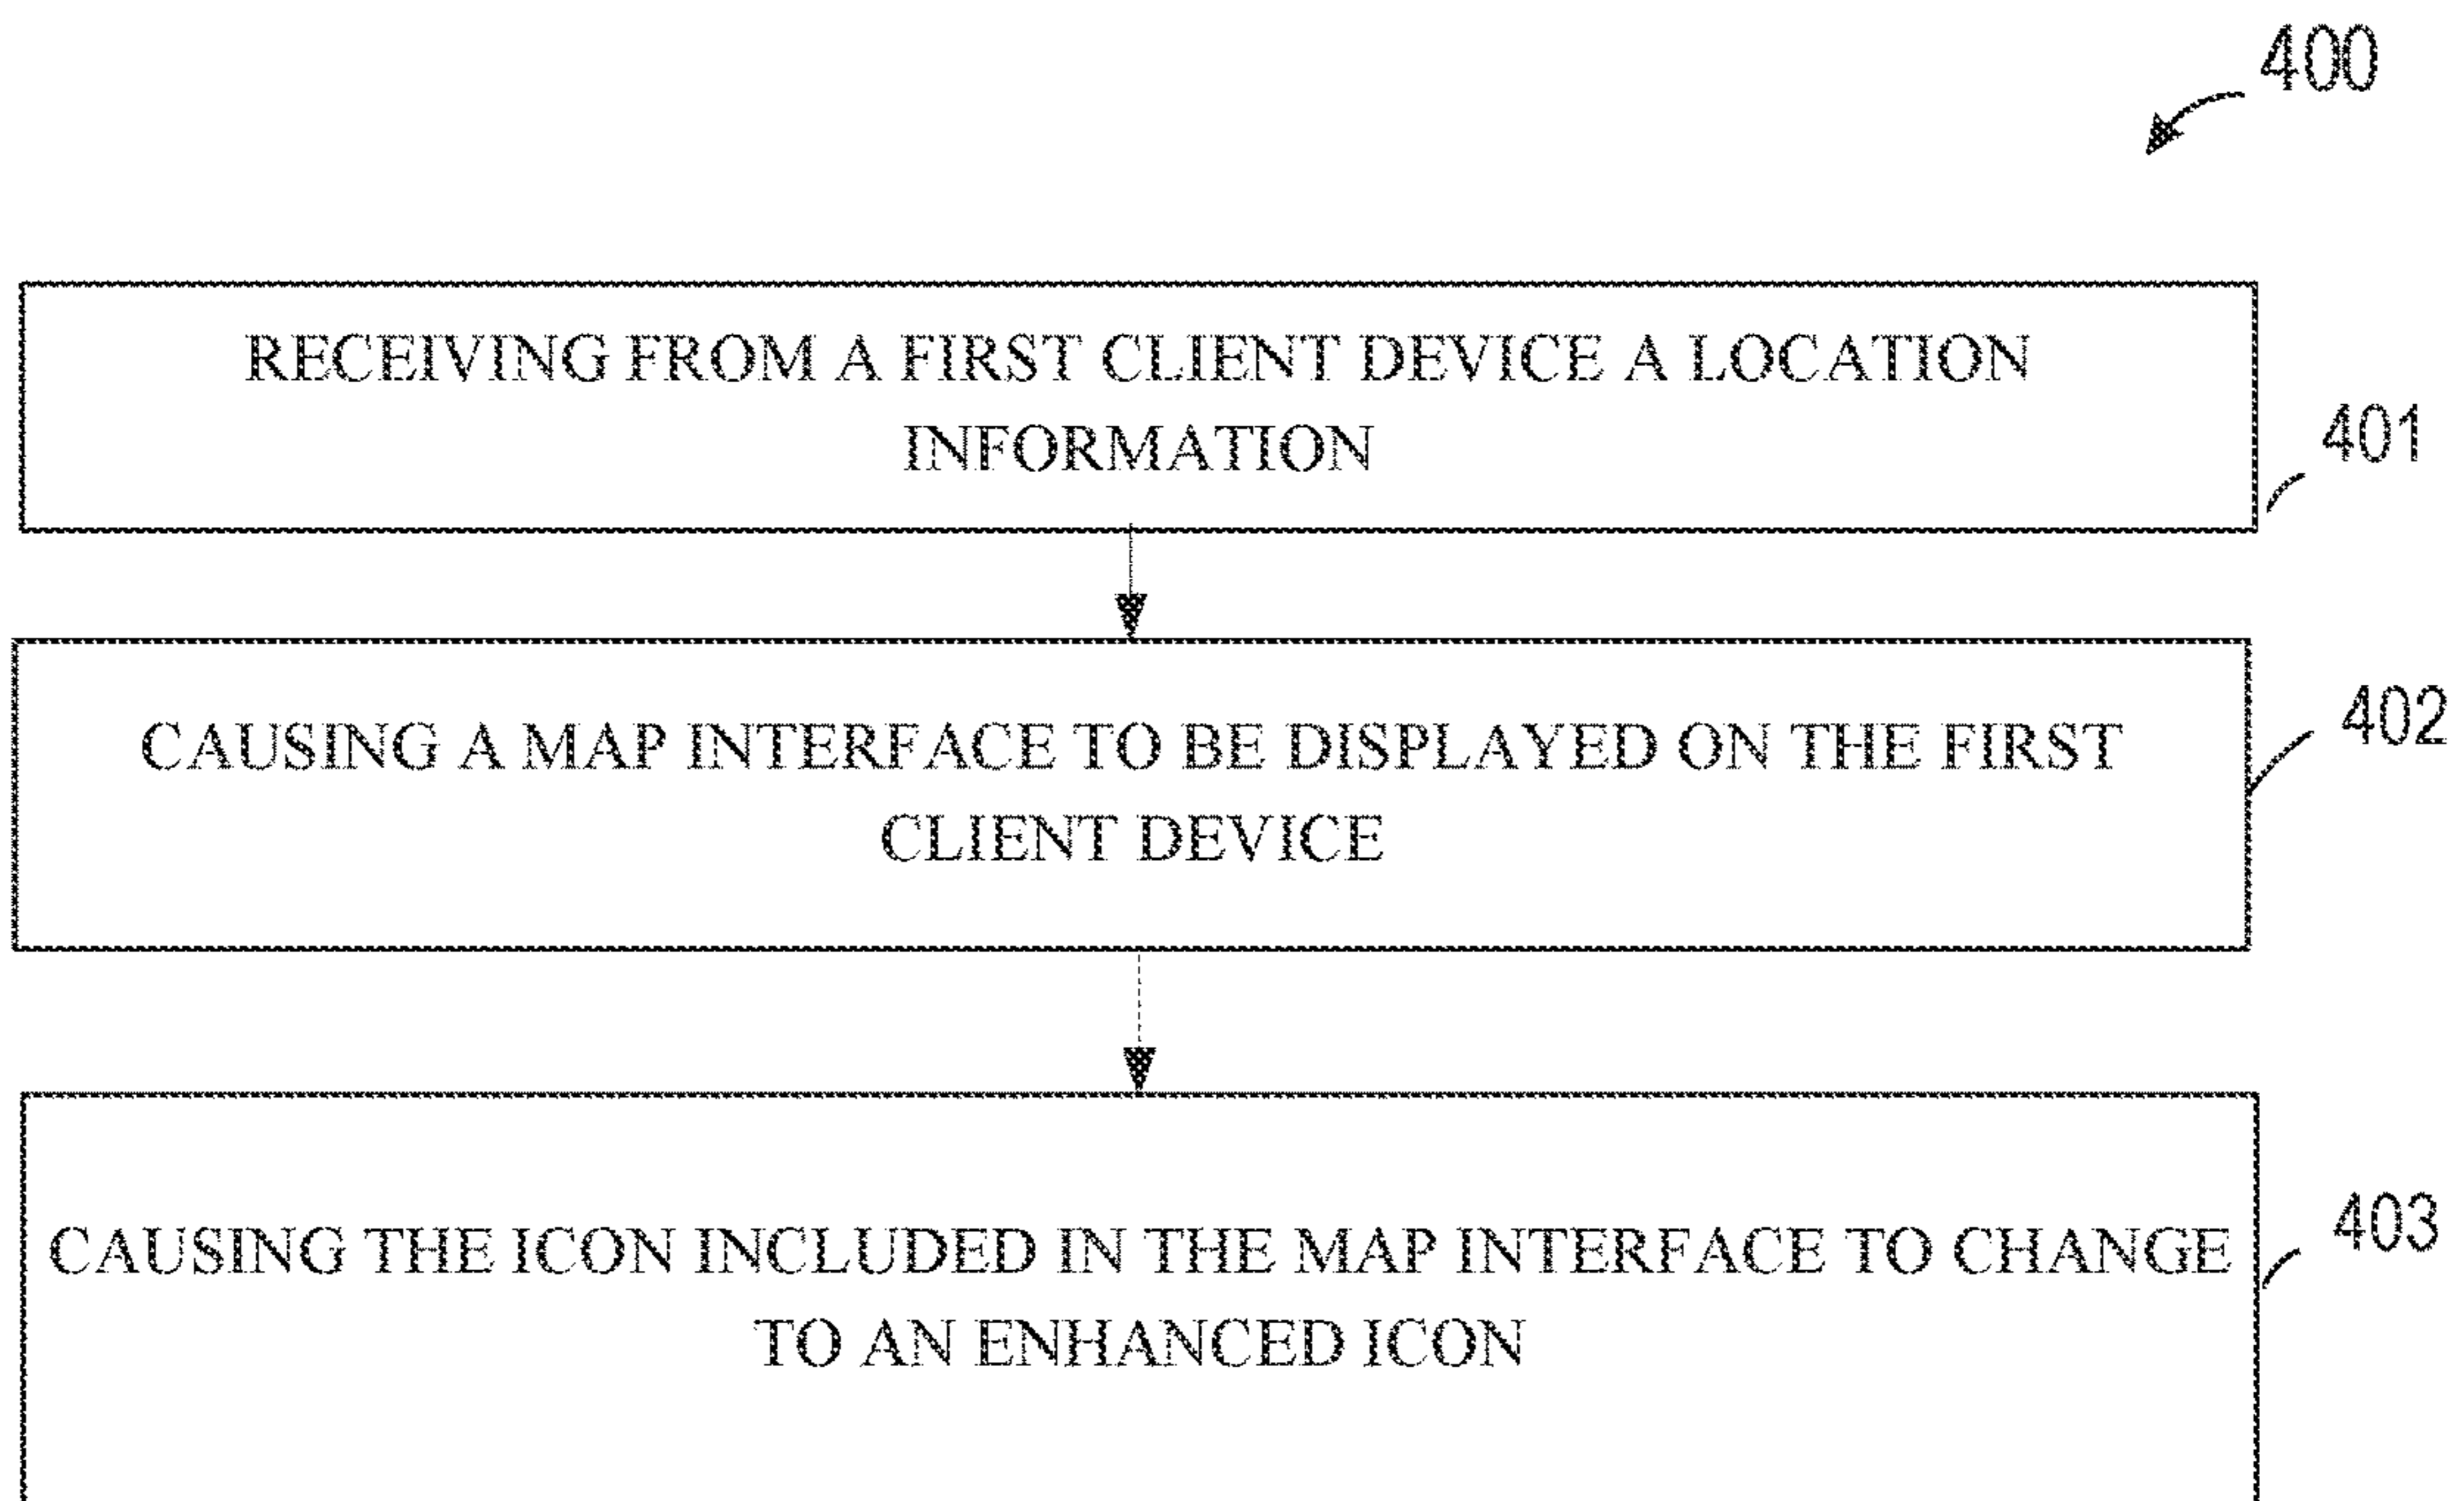 400
RECEIVING FROM A FIRST CLIENT DEVICE A LOCATION
INFORMATION
401
CAUSING A MAP INTERFACE TO BE DISPLAYED ON THE FIRST
CLIENT DEVICE
402
CAUSING THE ICON INCLUDED IN THE MAP INTERFACE TO CHANGE
TO AN ENHANCED ICON
403